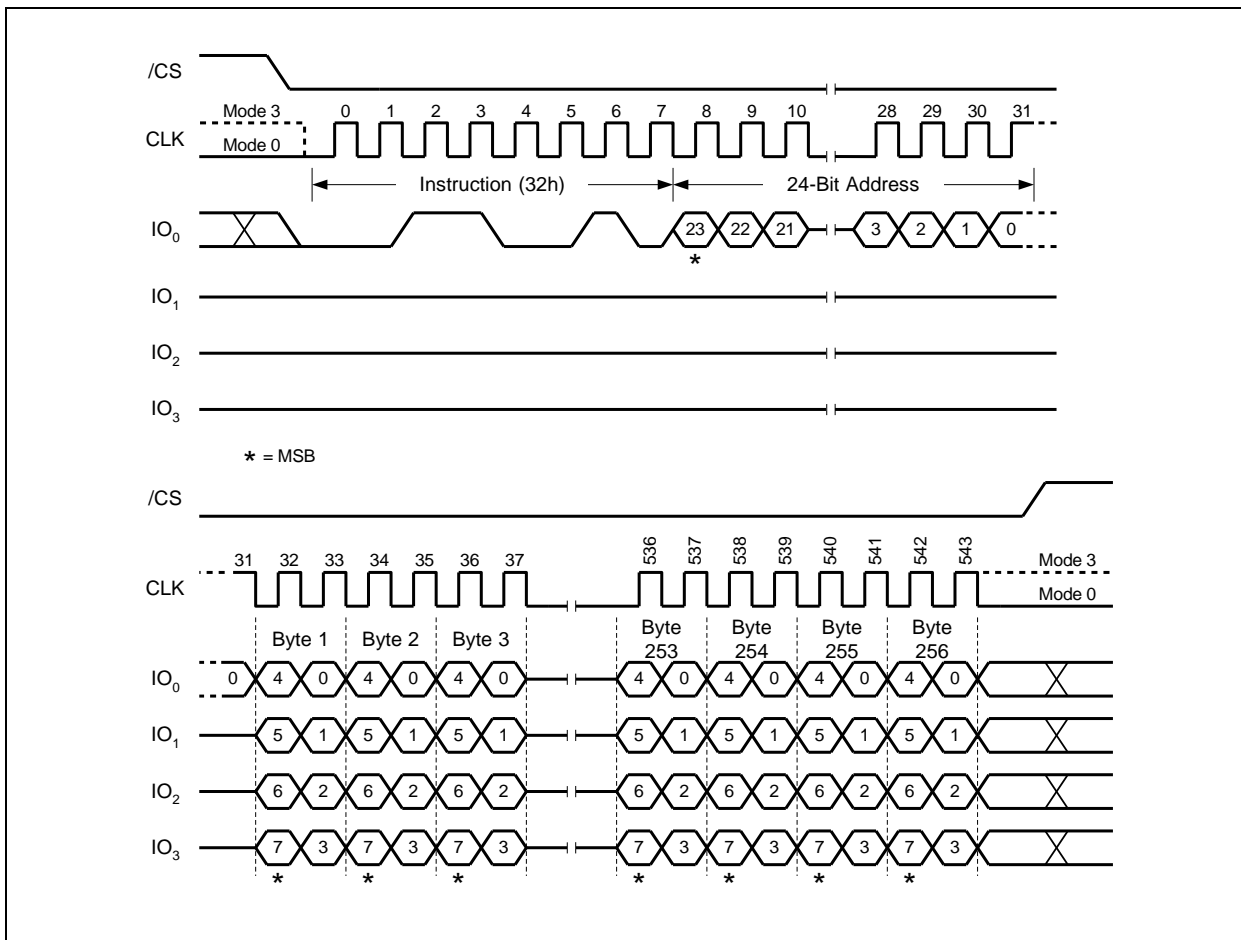 /CS
Mode 3
0 1 2 3 4 5 6 7 8 9 10 28 29 30 31
CLK
Mode 0
Instruction (32h) 24-Bit Address
IO0 23 22 21 3 2 1 0
*
IO1
IO2
IO3
* = MSB
/CS
31 32 33 34 35 36 37 536 537 538 539 540 541 542 543
Mode 3
CLK
Mode 0
Byte 1 Byte 2 Byte 3 Byte 253 Byte 254 Byte 255 Byte 256
IO0 0 4 0 4 0 4 0 4 0 4 0 4 0 4 0
IO1 5 1 5 1 5 1 5 1 5 1 5 1 5 1
IO2 6 2 6 2 6 2 6 2 6 2 6 2 6 2
IO3 7 3 7 3 7 3 7 3 7 3 7 3 7 3
* * * * * * *